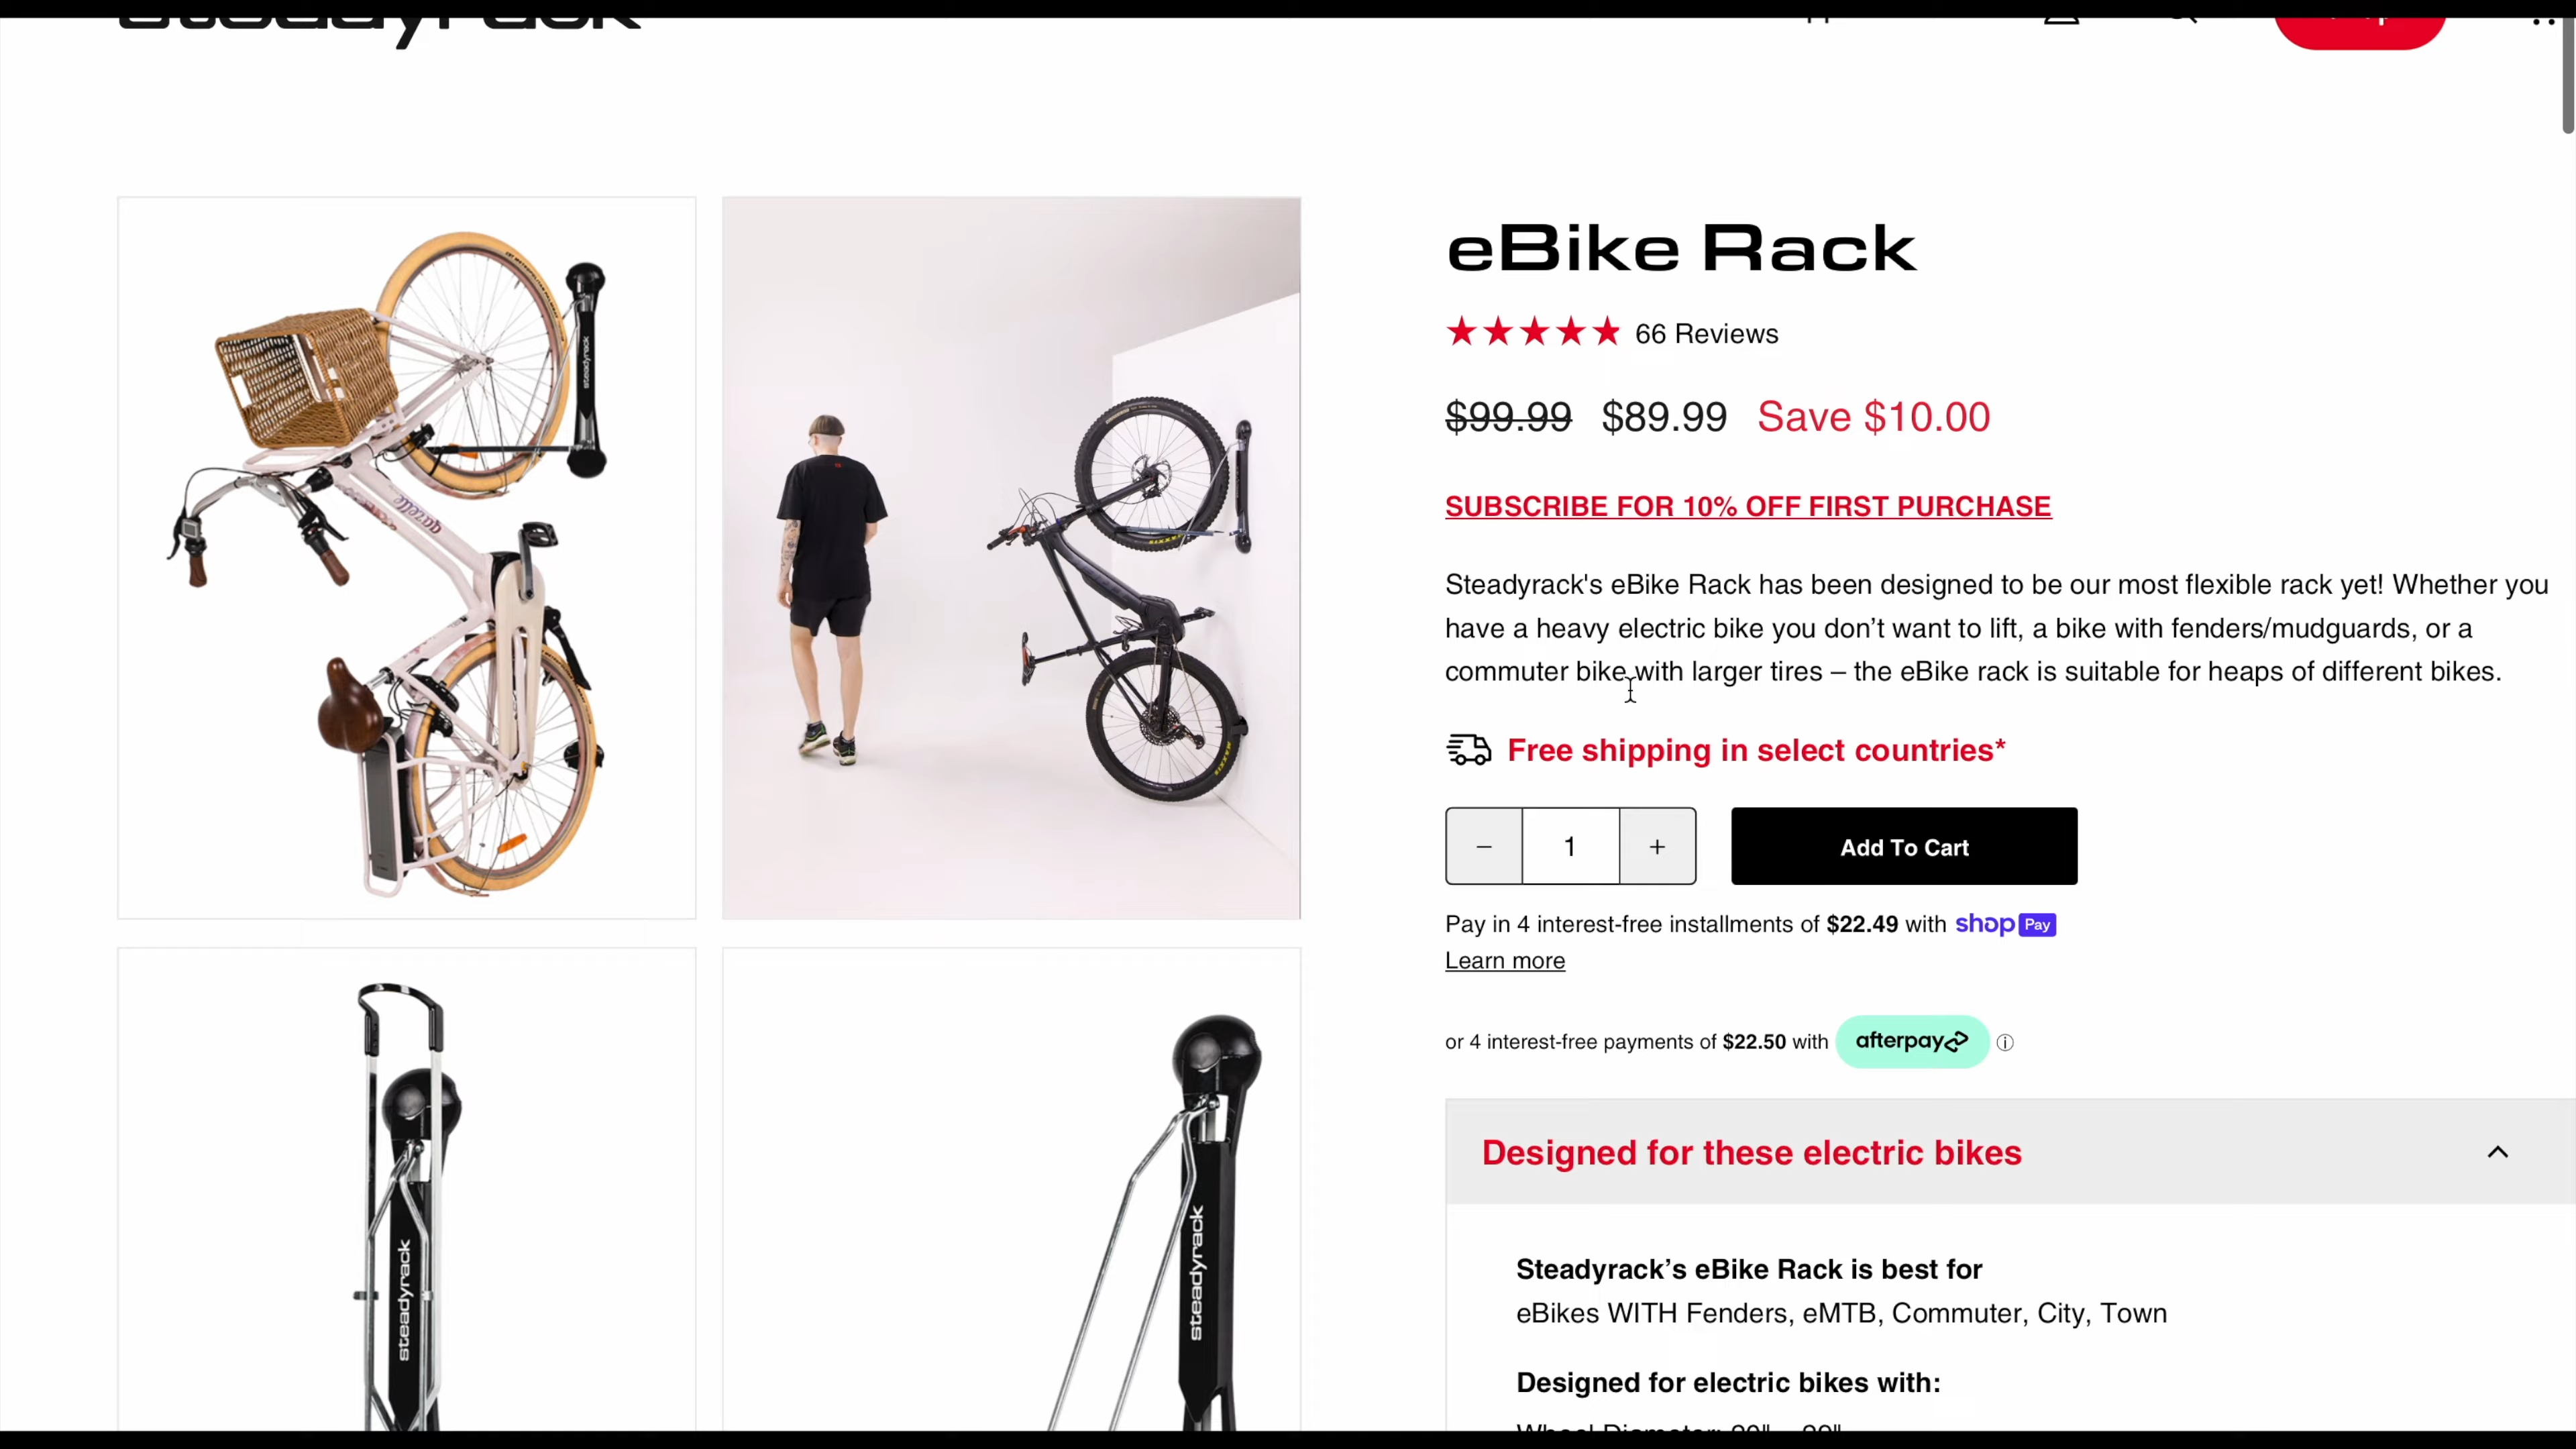 steadyrack
eBike Rack
66 Reviews
$99.99 $89.99 Save $10.00
SUBSCRIBE FOR 10% OFF FIRST PURCHASE
Steadyrack's eBike Rack has been designed to be our most flexible rack yet! Whether you
have a heavy electric bike you don’t want to lift, a bike with fenders/mudguards, or a
commuter bike with larger tires – the eBike rack is suitable for heaps of different bikes.
Free shipping in select countries*
− 1 + Add To Cart
Pay in 4 interest-free installments of $22.49 with shop Pay
Learn more
or 4 interest-free payments of $22.50 with afterpay
Designed for these electric bikes
Steadyrack’s eBike Rack is best for
eBikes WITH Fenders, eMTB, Commuter, City, Town
Designed for electric bikes with:
steadyrack
gazelle
MAXXIS
MAXXIS
steadyrack
steadyrack